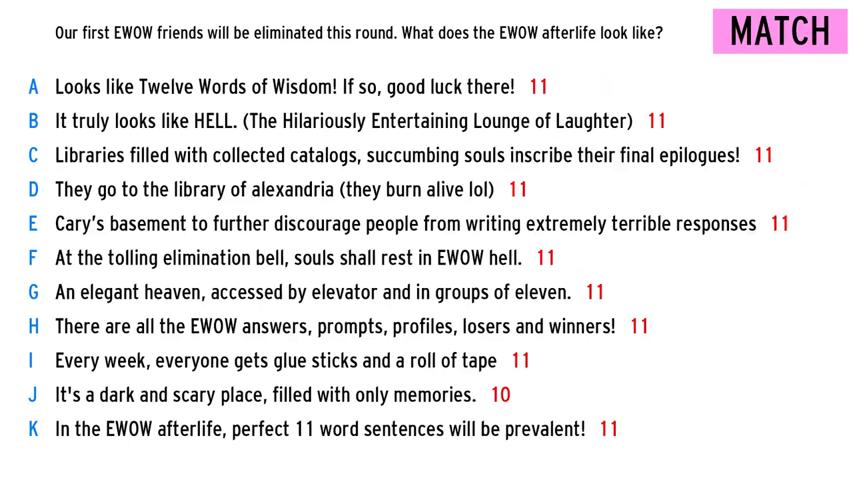 Our first EWOW friends will be eliminated this round. What does the EWOW afterlife look like?
MATCH
A Looks like Twelve Words of Wisdom! If so, good luck there! 11
B It truly looks like HELL. (The Hilariously Entertaining Lounge of Laughter) 11
C Libraries filled with collected catalogs, succumbing souls inscribe their final epilogues! 11
D They go to the library of alexandria (they burn alive lol) 11
E Cary's basement to further discourage people from writing extremely terrible responses 11
F At the tolling elimination bell, souls shall rest in EWOW hell. 11
G An elegant heaven, accessed by elevator and in groups of eleven. 11
H There are all the EWOW answers, prompts, profiles, losers and winners! 11
I Every week, everyone gets glue sticks and a roll of tape 11
J It's a dark and scary place, filled with only memories. 10
K In the EWOW afterlife, perfect 11 word sentences will be prevalent! 11